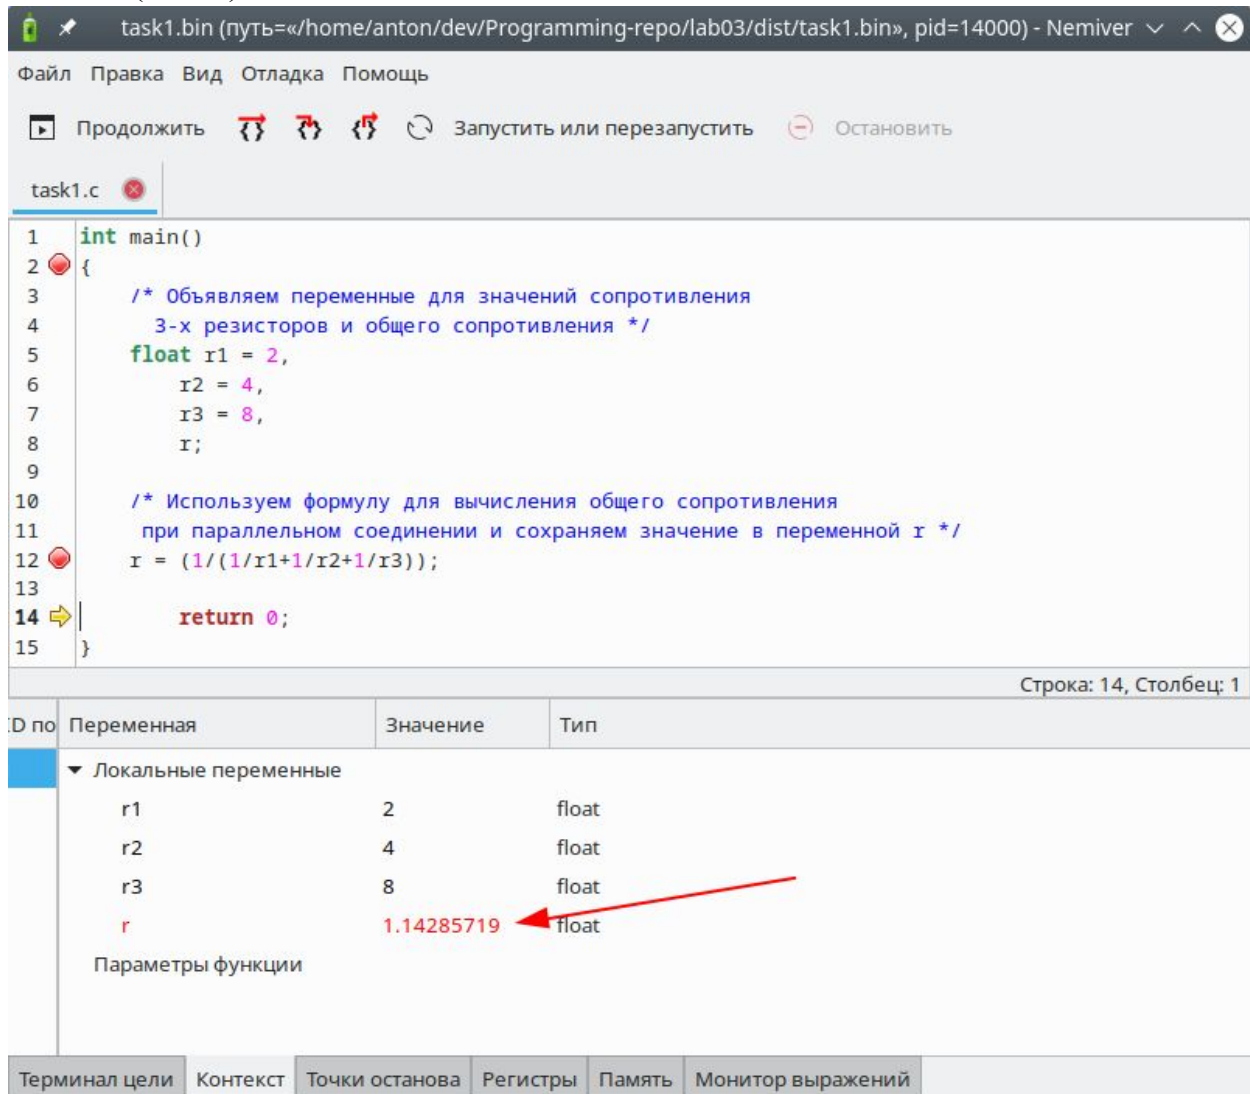 task1.bin (путь=«/home/anton/dev/Programming-repo/lab03/dist/task1.bin», pid=14000) - Nemiver
Файл Правка Вид Отладка Помощь
Продолжить Запустить или перезапустить Остановить
task1.c
1 int main()
2 {
3 /* Объявляем переменные для значений сопротивления
4 3-х резисторов и общего сопротивления */
5 float r1 = 2,
6 r2 = 4,
7 r3 = 8,
8 r;
9
10 /* Используем формулу для вычисления общего сопротивления
11 при параллельном соединении и сохраняем значение в переменной r */
12 r = (1/(1/r1+1/r2+1/r3));
13
14 return 0;
15 }
Строка: 14, Столбец: 1
D по Переменная Значение Тип
Локальные переменные
r1 2 float
r2 4 float
r3 8 float
r 1.14285719 float
Параметры функции
Терминал цели Контекст Точки останова Регистры Память Монитор выражений